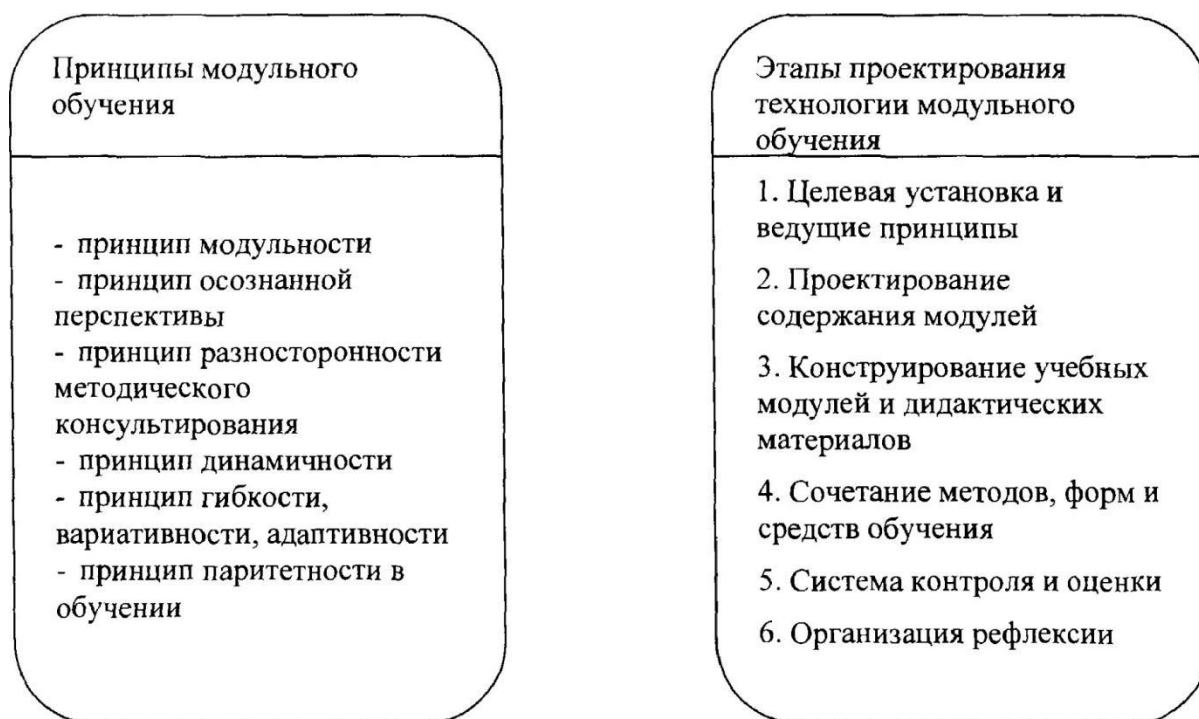 Принципы модульного
обучения
- принцип модульности
- принцип осознанной
перспективы
- принцип разносторонности
методического
консультирования
- принцип динамичности
- принцип гибкости,
вариативности, адаптивности
- принцип паритетности в
обучении
Этапы проектирования
технологии модульного
обучения
1. Целевая установка и
ведущие принципы
2. Проектирование
содержания модулей
3. Конструирование учебных
модулей и дидактических
материалов
4. Сочетание методов, форм и
средств обучения
5. Система контроля и оценки
6. Организация рефлексии